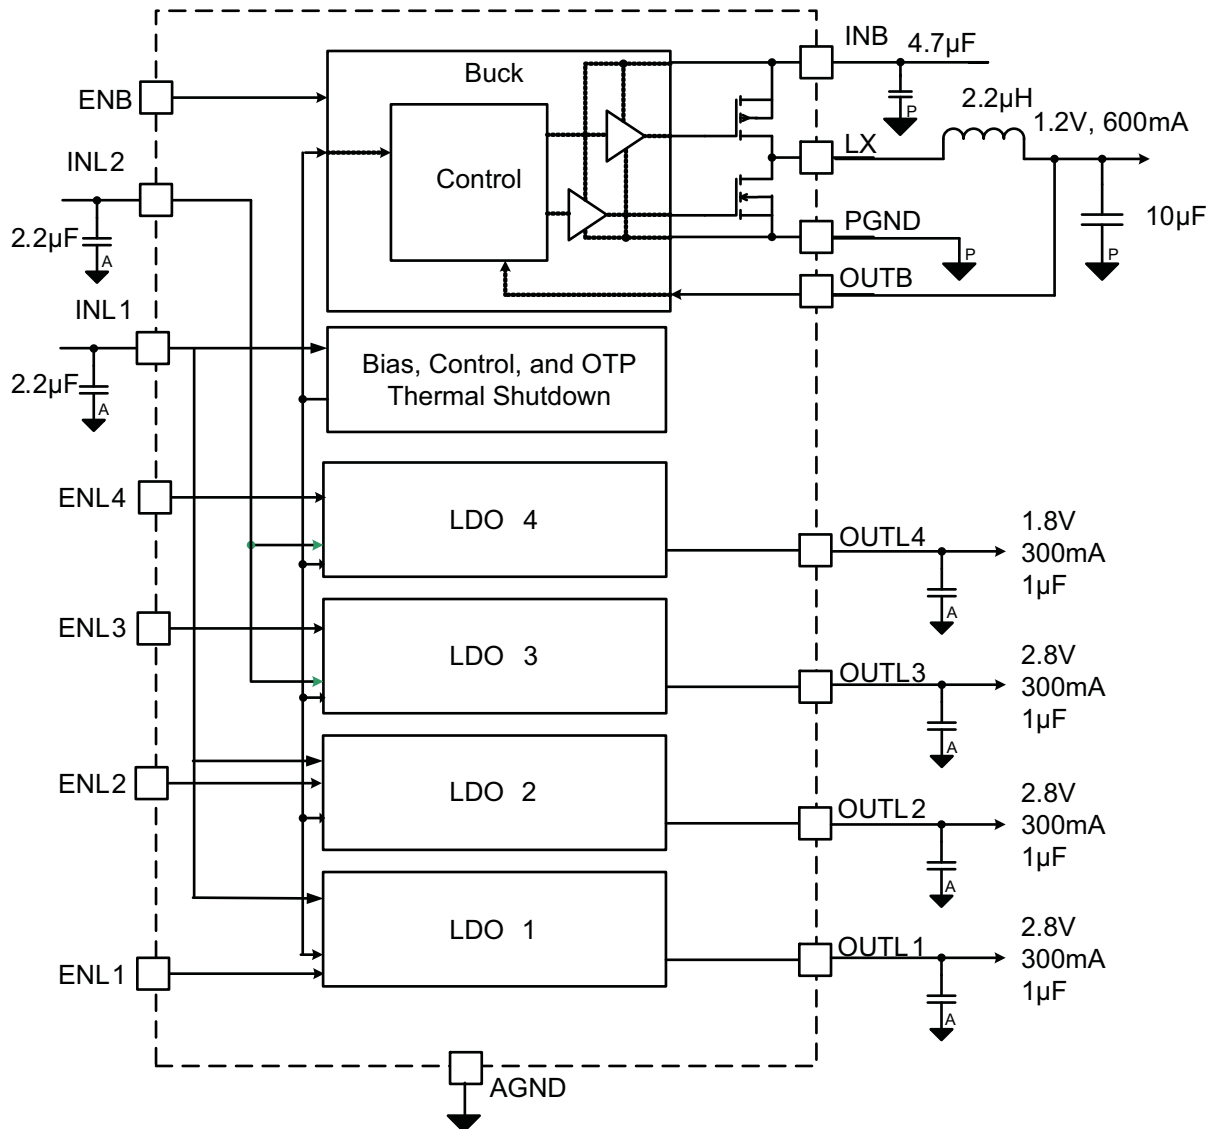 INB
4.7µF
Buck
ENB
2.2µH
P
1.2V, 600mA
LX
INL2
Control
2.2µF
A
10µF
PGND
P
P
OUTB
INL1
Bias, Control, and OTP
Thermal Shutdown
2.2µF
A
ENL4
LDO 4
OUTL4
1.8V
300mA
1µF
A
ENL3
LDO 3
OUTL3
2.8V
300mA
1µF
A
ENL2
LDO 2
OUTL2
2.8V
300mA
1µF
A
ENL1
LDO 1
OUTL1
2.8V
300mA
1µF
A
AGND